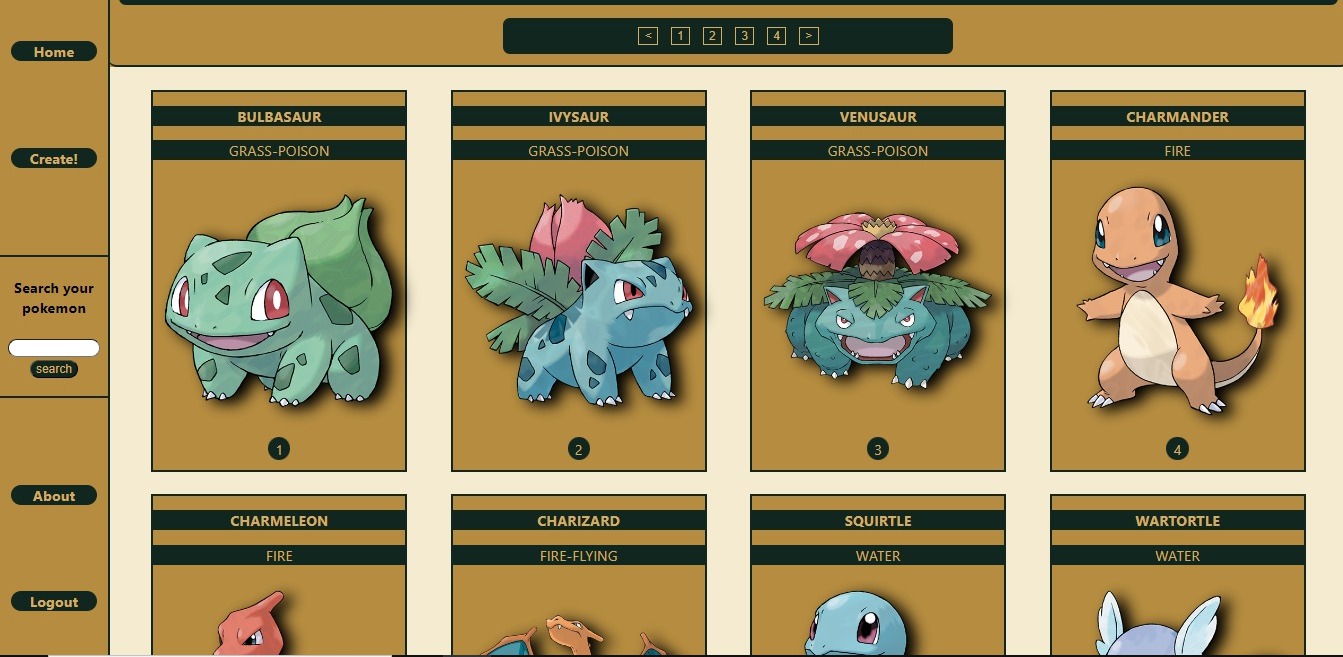 Home
Create!
Search your
pokemon
search
About
Logout
< 1 2 3 4 >
BULBASAUR
GRASS-POISON
1
IVYSAUR
GRASS-POISON
2
VENUSAUR
GRASS-POISON
3
CHARMANDER
FIRE
4
CHARMELEON
FIRE
CHARIZARD
FIRE-FLYING
SQUIRTLE
WATER
WARTORTLE
WATER